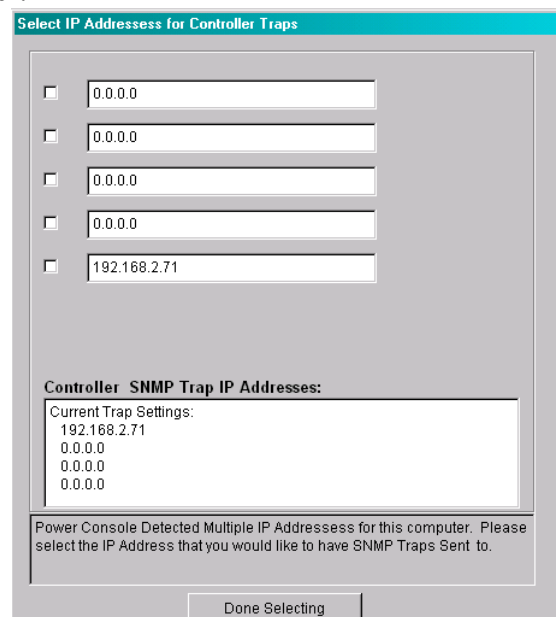 Select IP Addressess for Controller Traps
0.0.0.0
0.0.0.0
0.0.0.0
0.0.0.0
192.168.2.71
Controller SNMP Trap IP Addresses:
Current Trap Settings:
192.168.2.71
0.0.0.0
0.0.0.0
0.0.0.0
Power Console Detected Multiple IP Addressess for this computer. Please
select the IP Address that you would like to have SNMP Traps Sent to.
Done Selecting